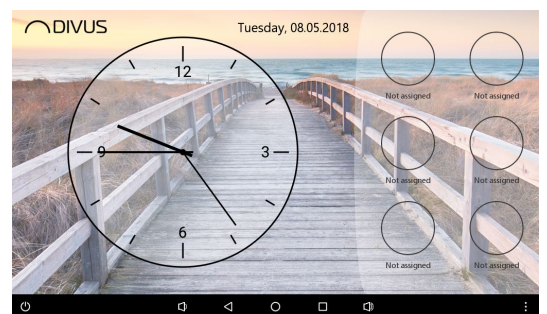 DIVUS
Tuesday, 08.05.2018
12
9
3
6
Not assigned
Not assigned
Not assigned
Not assigned
Not assigned
Not assigned